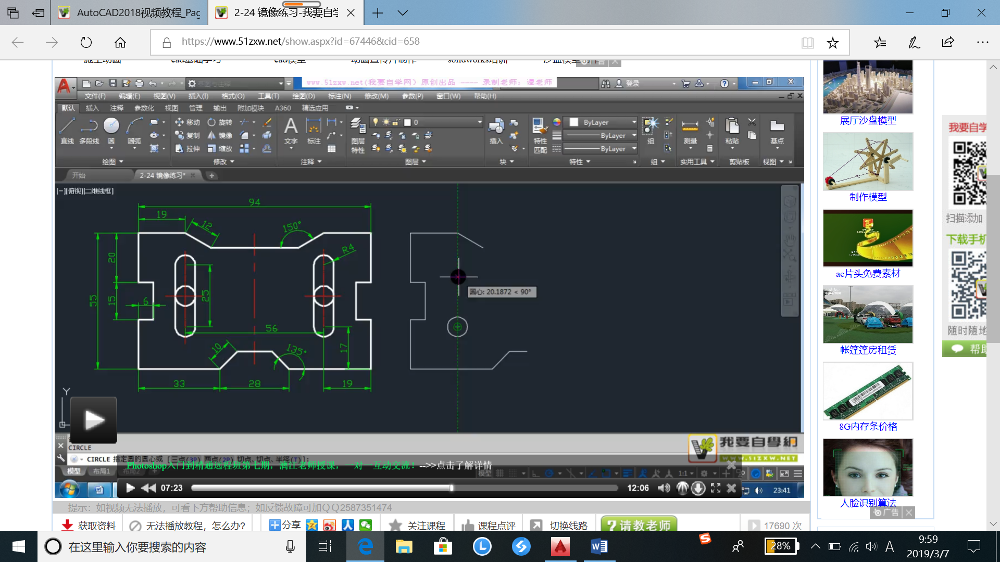 AutoCAD2018视频教程_Pag
2-24 镜像练习-我要自学
https://www.51zxw.net/show.aspx?id=67446&cid=658
www.51zxw.net(我要自学网) 原创出品 ---- 录制老师: 谭老师
登录
文件(F) 编辑(E) 视图(V) 插入(I) 格式(O) 工具(T) 绘图(D) 标注(N) 修改(M) 参数(P) 窗口(W) 帮助(H)
默认 插入 注释 参数化 视图 管理 输出 附加模块 A360 精选应用
直线 多段线 圆 圆弧
移动 旋转
复制 镜像
拉伸 缩放
文字 标注
图层
特性
0
插入
特性
匹配
ByLayer
ByLayer
ByLayer
组 测量 粘贴 基点
绘图 修改 注释 图层 块 特性 组 实用工具 剪贴板 视图
开始 2-24 镜像练习*
[−][俯视][二维线框]
94
19
12
150°
R4
20
55
15
6
25
56
10
135°
17
33
28
19
圆心: 20.1872 < 90°
Y
CIRCLE
CIRCLE 指定圆的圆心或 [三点(3P) 两点(2P) 切点、切点、半径(T)]:
Photoshop入门到精通远程班第七期，滴江老师授课，一对一互动交流！-->>点击了解详情
模型 布局1 布局2
模型
1:1
我要自學網
WWW.51ZXW.NET
07:23
12:06
23:41
提示：如视频无法播放，可看下方帮助信息；如反馈故障可加QQ2587351474
获取资料 无法播放教程，怎么办? 分享 关注课程 课程点评 切换线路 ?请教老师 17690 次
展厅沙盘模型
制作模型
ae片头免费素材
SHELTER
帐篷篷房租赁
8G内存条价格
人脸识别算法
广告
我要自学
扫描添加
下载手机
随时随地
帮助
在这里输入你要搜索的内容
28%
A
9:59
2019/3/7